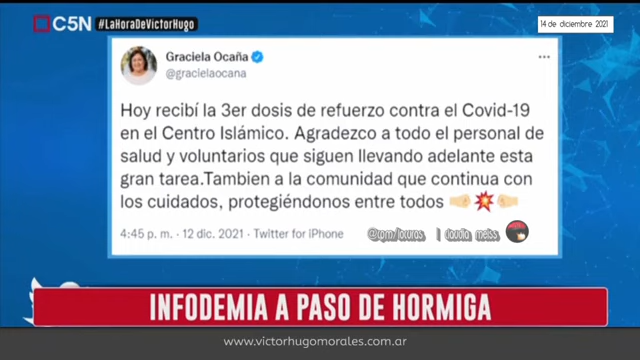 C5N #LaHoraDeVictorHugo
14 de diciembre 2021
Graciela Ocaña
@gracielaocana
Hoy recibí la 3er dosis de refuerzo contra el Covid-19
en el Centro Islámico. Agradezco a todo el personal de
salud y voluntarios que siguen llevando adelante esta
gran tarea.Tambien a la comunidad que continua con
los cuidados, protegiéndonos entre todos 🤜🏻💥🤛🏻
4:45 p. m. · 12 dic. 2021 · Twitter for iPhone
| claudia meiss
INFODEMIA A PASO DE HORMIGA
www.victorhugomorales.com.ar